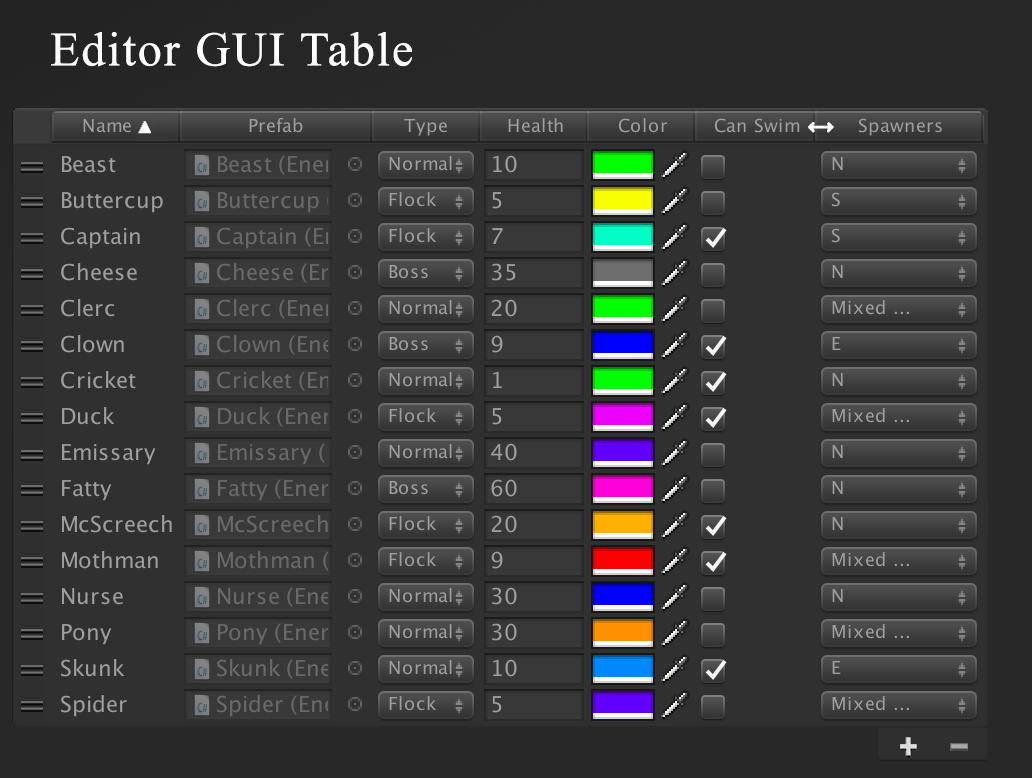 Editor GUI Table
Name ▲ Prefab Type Health Color Can Swim Spawners
Beast Beast (Ener Normal 10 N
Buttercup Buttercup Flock 5 S
Captain Captain (Er Flock 7 S
Cheese Cheese (Er Boss 35 N
Clerc Clerc (Ener Normal 20 Mixed ...
Clown Clown (Ene Boss 9 E
Cricket Cricket (En Normal 1 N
Duck Duck (Ener Flock 5 Mixed ...
Emissary Emissary ( Normal 40 N
Fatty Fatty (Ener Boss 60 N
McScreech McScreech Flock 20 N
Mothman Mothman ( Flock 9 Mixed ...
Nurse Nurse (Ene Normal 30 N
Pony Pony (Ener Normal 30 Mixed ...
Skunk Skunk (Ene Normal 10 E
Spider Spider (Ene Flock 5 Mixed ...